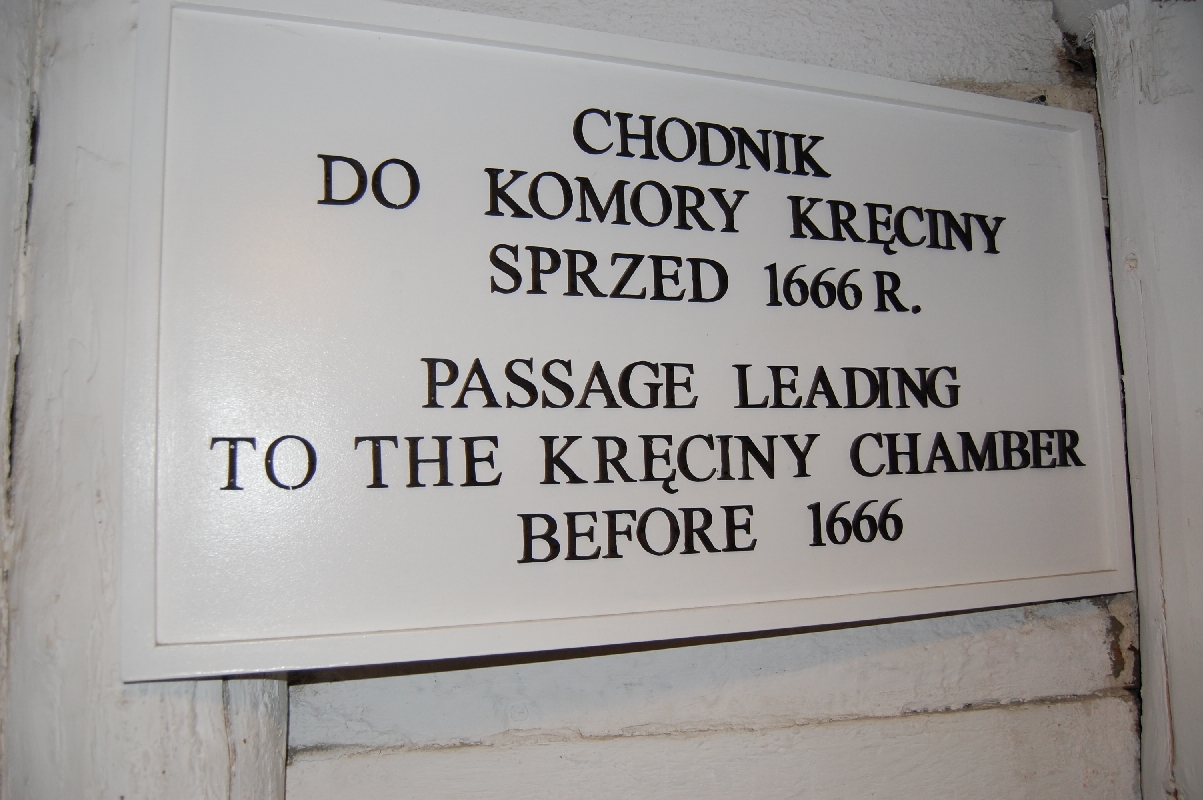 CHODNIK
DO KOMORY KRĘCINY
SPRZED 1666 R.
PASSAGE LEADING
TO THE KRĘCINY CHAMBER
BEFORE 1666